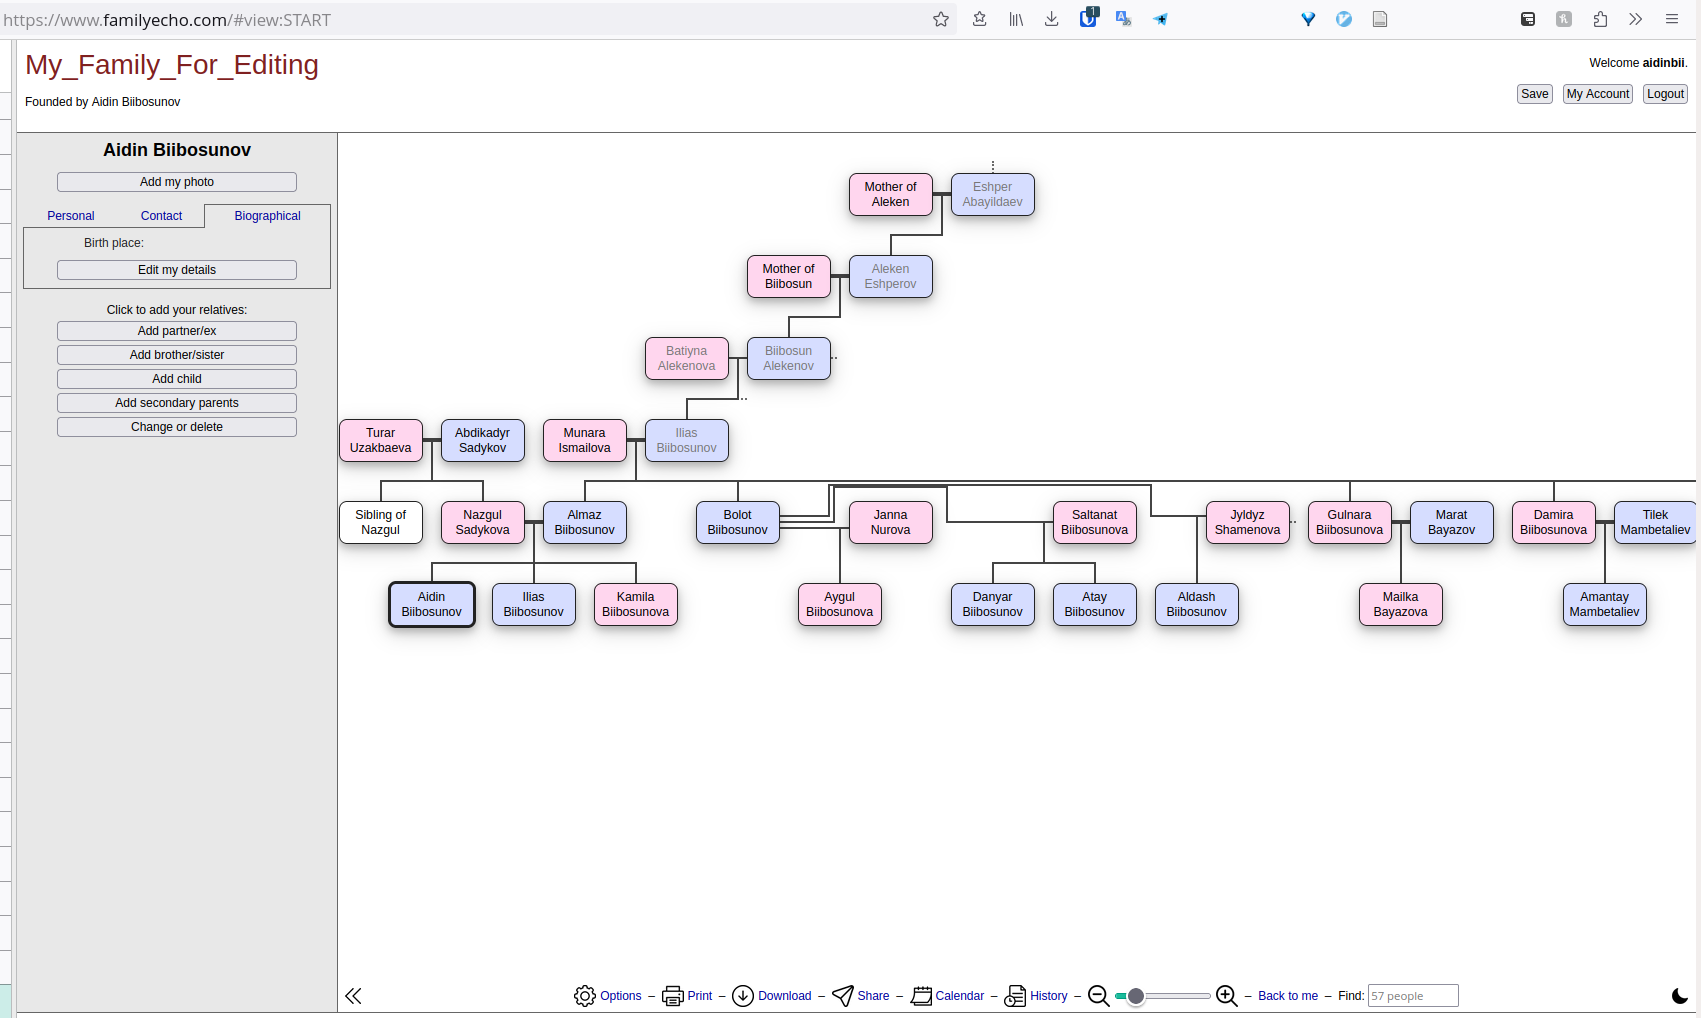 https://www.familyecho.com/#view:START
1
My_Family_For_Editing
Welcome aidinbii.
Founded by Aidin Biibosunov
Save
My Account
Logout
Aidin Biibosunov
Add my photo
Personal
Contact
Biographical
Birth place:
Edit my details
Click to add your relatives:
Add partner/ex
Add brother/sister
Add child
Add secondary parents
Change or delete
Mother of
Aleken
Eshper
Abayildaev
Mother of
Biibosun
Aleken
Eshperov
Batiyna
Alekenova
Biibosun
Alekenov
Turar
Uzakbaeva
Abdikadyr
Sadykov
Munara
Ismailova
Ilias
Biibosunov
Sibling of
Nazgul
Nazgul
Sadykova
Almaz
Biibosunov
Bolot
Biibosunov
Janna
Nurova
Saltanat
Biibosunova
Jyldyz
Shamenova
Gulnara
Biibosunova
Marat
Bayazov
Damira
Biibosunova
Tilek
Mambetaliev
Aidin
Biibosunov
Ilias
Biibosunov
Kamila
Biibosunova
Aygul
Biibosunova
Danyar
Biibosunov
Atay
Biibosunov
Aldash
Biibosunov
Mailka
Bayazova
Amantay
Mambetaliev
Options – Print – Download – Share – Calendar – History – – Back to me – Find: 57 people